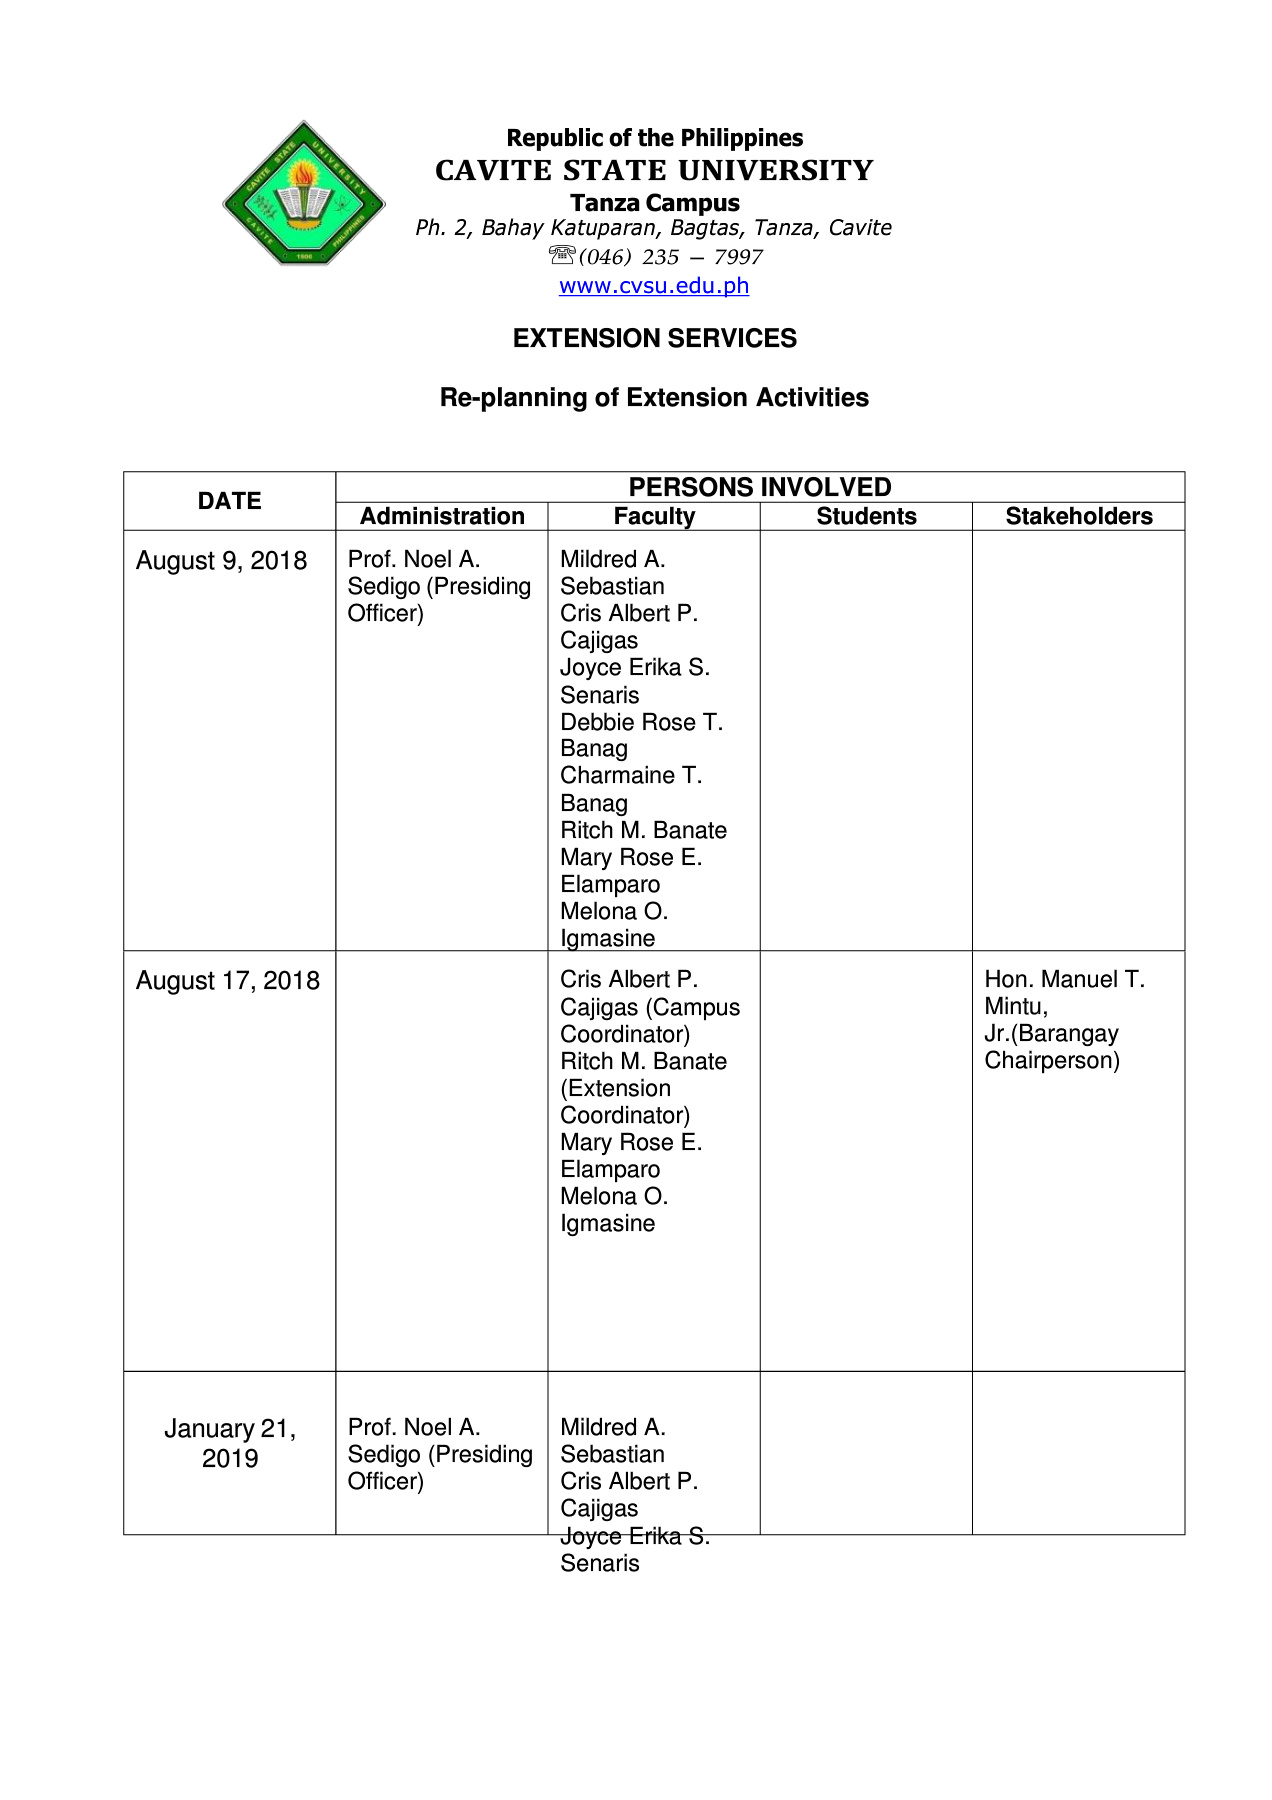 CAVITE STATE UNIVERSITY
CAVITE PHILIPPINES
1906
Republic of the Philippines
CAVITE STATE UNIVERSITY
Tanza Campus
Ph. 2, Bahay Katuparan, Bagtas, Tanza, Cavite
☏(046) 235 – 7997
www.cvsu.edu.ph
EXTENSION SERVICES
Re-planning of Extension Activities
DATE
PERSONS INVOLVED
Administration Faculty Students Stakeholders
August 9, 2018
Prof. Noel A.
Sedigo (Presiding
Officer)
Mildred A.
Sebastian
Cris Albert P.
Cajigas
Joyce Erika S.
Senaris
Debbie Rose T.
Banag
Charmaine T.
Banag
Ritch M. Banate
Mary Rose E.
Elamparo
Melona O.
Igmasine
August 17, 2018
Cris Albert P.
Cajigas (Campus
Coordinator)
Ritch M. Banate
(Extension
Coordinator)
Mary Rose E.
Elamparo
Melona O.
Igmasine
Hon. Manuel T.
Mintu,
Jr.(Barangay
Chairperson)
January 21,
2019
Prof. Noel A.
Sedigo (Presiding
Officer)
Mildred A.
Sebastian
Cris Albert P.
Cajigas
Joyce Erika S.
Senaris